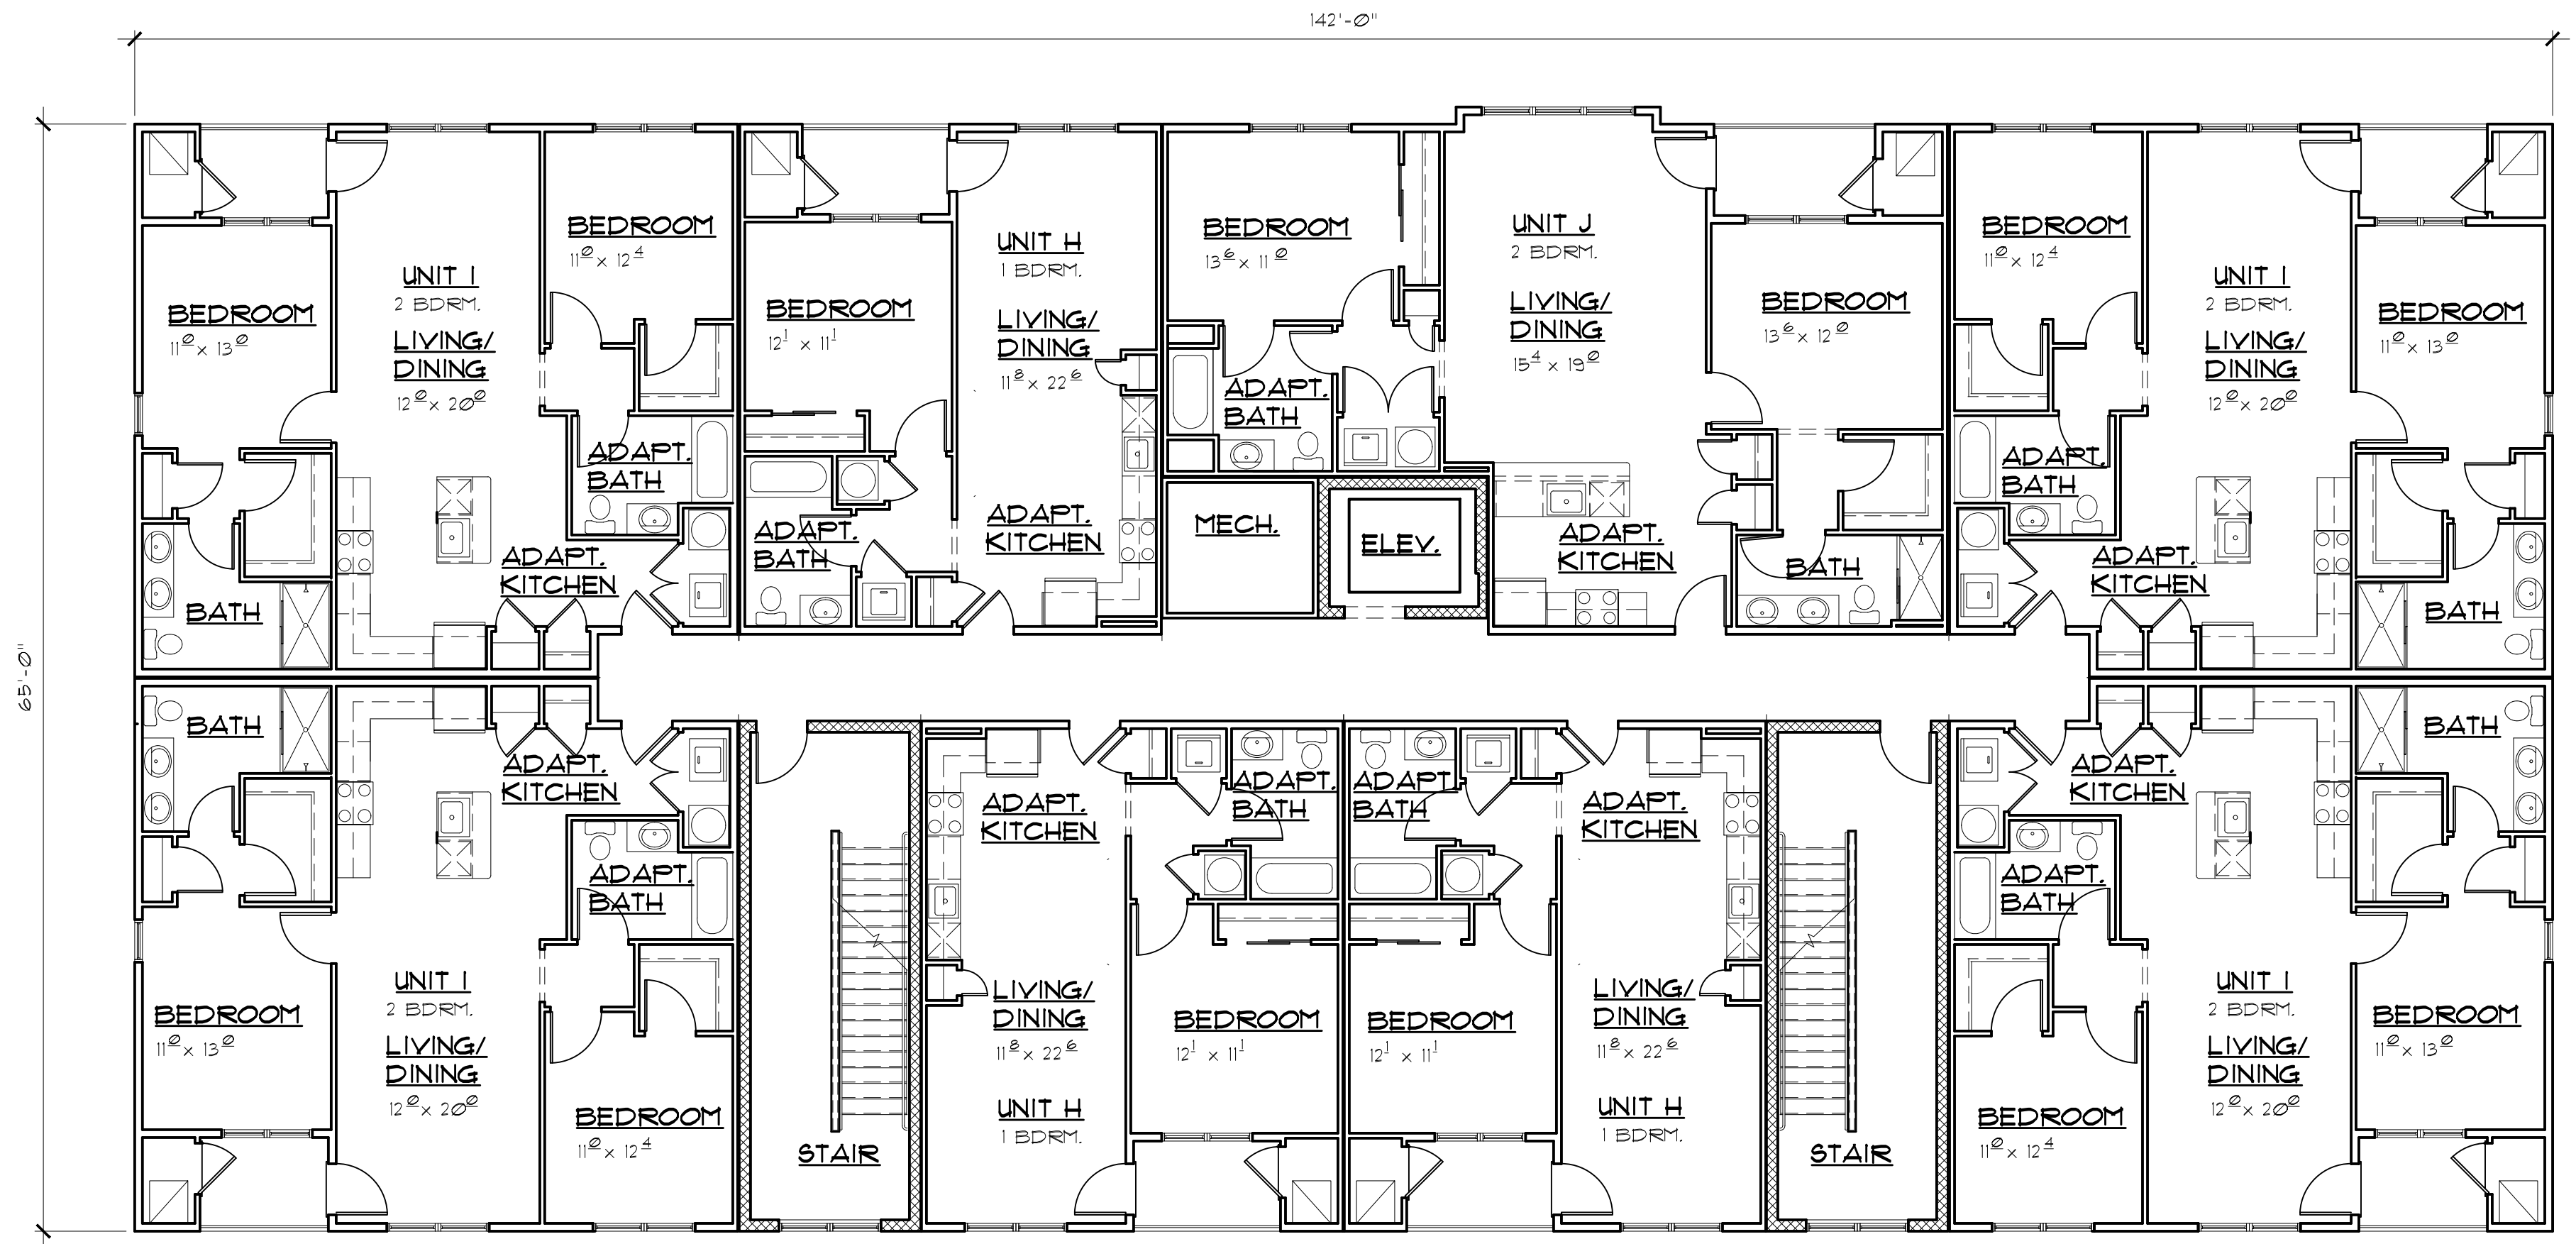 142'-0"
65'-0"
UNIT I
2 BDRM.
LIVING/
DINING
12⁰ x 20⁰
BEDROOM
11⁰ x 13⁰
BEDROOM
11⁰ x 12⁴
ADAPT.
BATH
ADAPT.
KITCHEN
BATH
UNIT H
1 BDRM.
LIVING/
DINING
11⁸ x 22⁶
BEDROOM
12¹ x 11¹
ADAPT.
BATH
ADAPT.
KITCHEN
BEDROOM
13⁶ x 11⁰
ADAPT.
BATH
MECH.
ELEV.
UNIT J
2 BDRM.
LIVING/
DINING
15⁴ x 19⁰
BEDROOM
13⁶ x 12⁰
ADAPT.
KITCHEN
BATH
BEDROOM
11⁰ x 12⁴
UNIT I
2 BDRM.
LIVING/
DINING
12⁰ x 20⁰
BEDROOM
11⁰ x 13⁰
ADAPT.
BATH
ADAPT.
KITCHEN
BATH
BATH
ADAPT.
KITCHEN
ADAPT.
BATH
UNIT I
2 BDRM.
LIVING/
DINING
12⁰ x 20⁰
BEDROOM
11⁰ x 13⁰
BEDROOM
11⁰ x 12⁴
STAIR
ADAPT.
KITCHEN
ADAPT.
BATH
LIVING/
DINING
11⁸ x 22⁶
BEDROOM
12¹ x 11¹
UNIT H
1 BDRM.
ADAPT.
BATH
ADAPT.
KITCHEN
BEDROOM
12¹ x 11¹
LIVING/
DINING
11⁸ x 22⁶
UNIT H
1 BDRM.
STAIR
ADAPT.
KITCHEN
BATH
ADAPT.
BATH
UNIT I
2 BDRM.
LIVING/
DINING
12⁰ x 20⁰
BEDROOM
11⁰ x 13⁰
BEDROOM
11⁰ x 12⁴